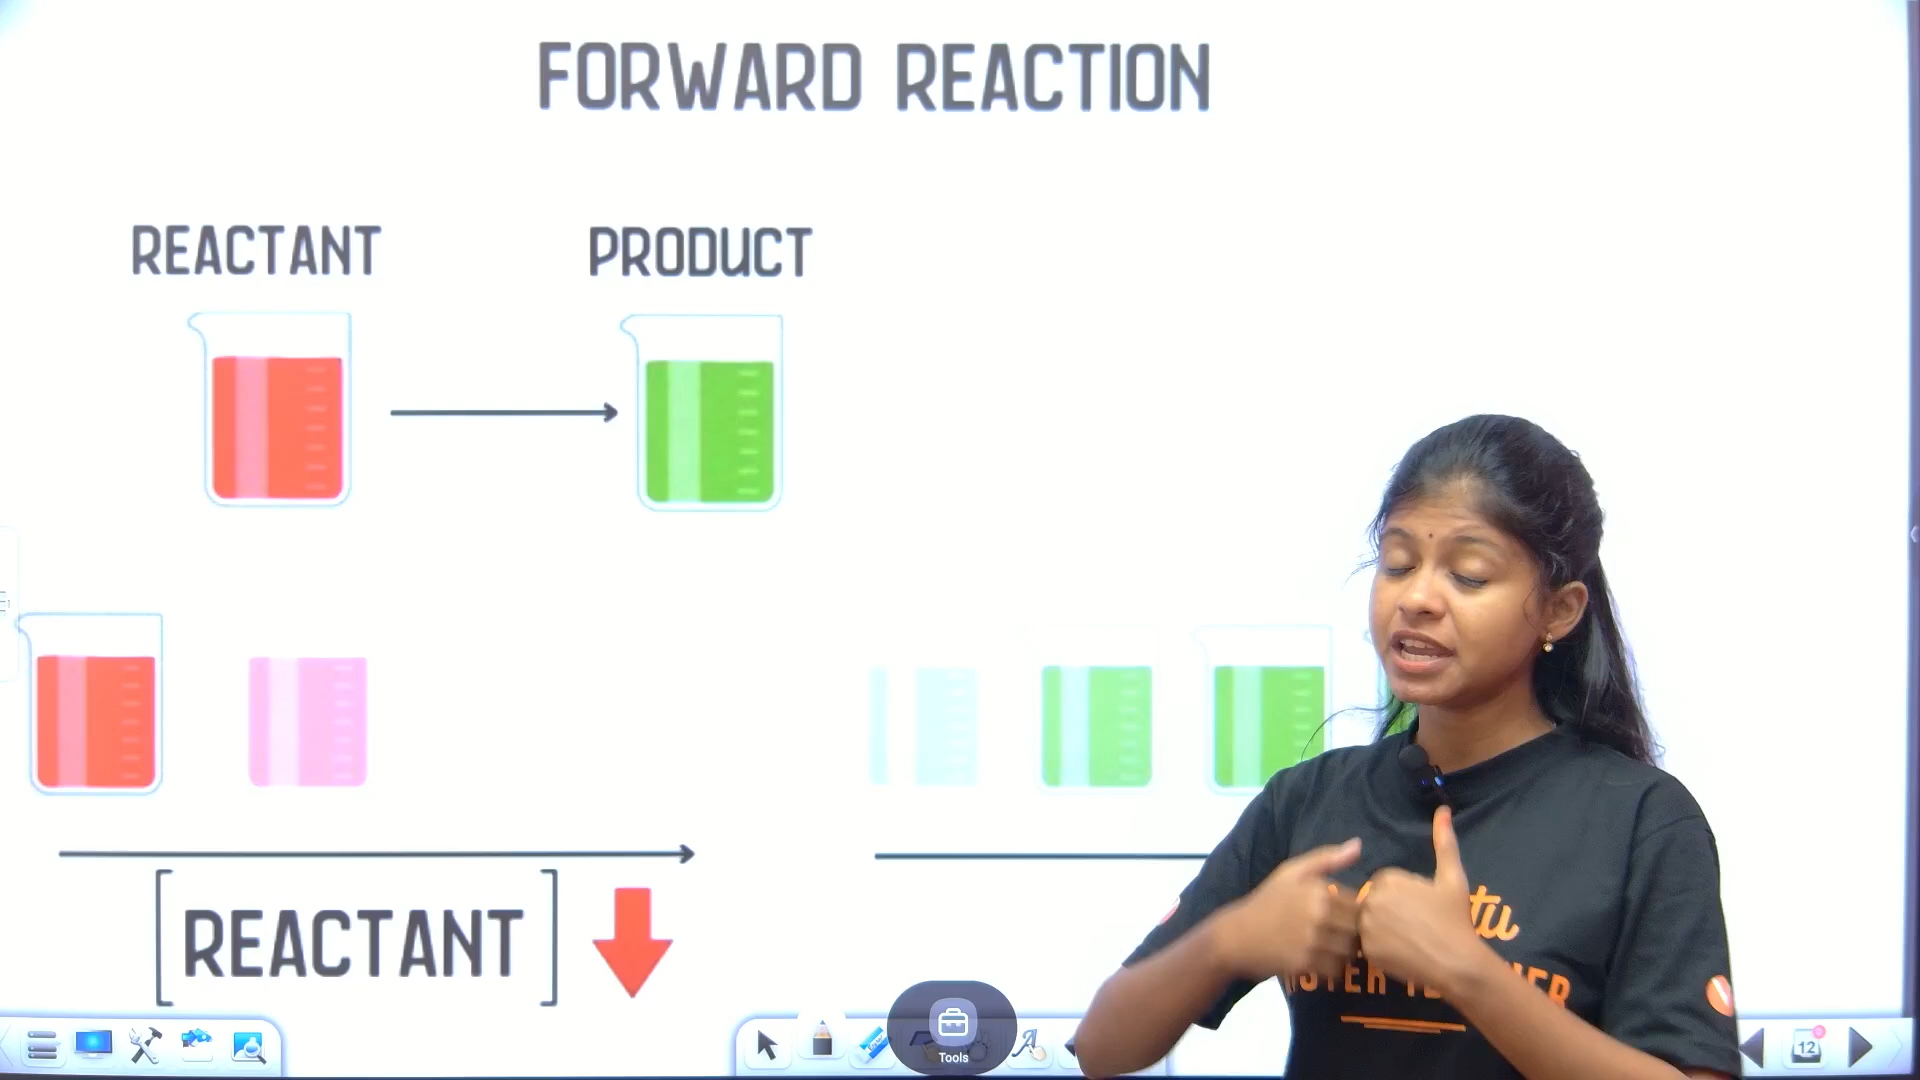 FORWARD REACTION
REACTANT
PRODUCT
[REACTANT]
Tools
12